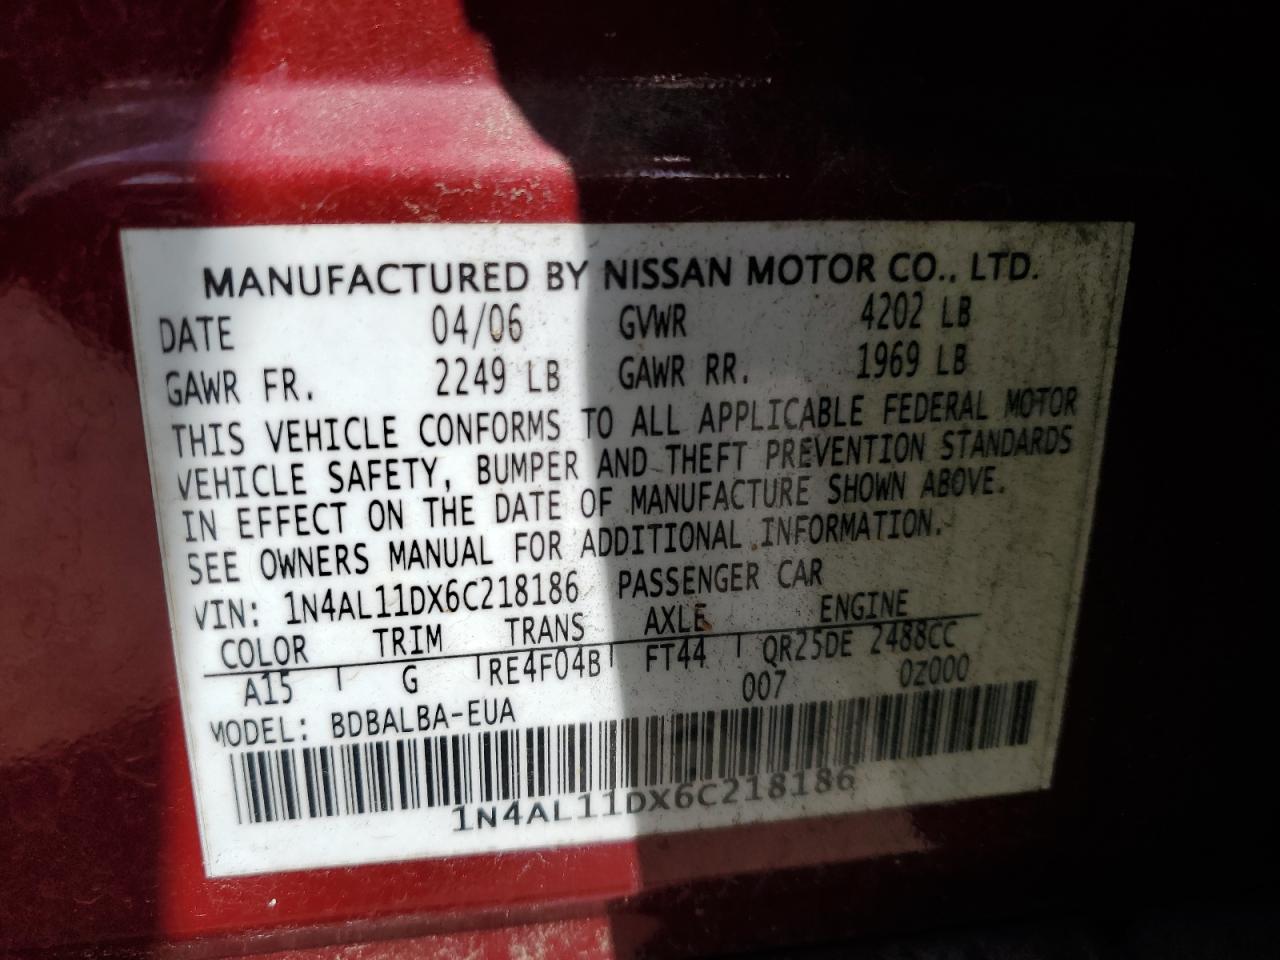 MANUFACTURED BY NISSAN MOTOR CO., LTD.
DATE 04/06 GVWR 4202 LB
GAWR FR. 2249 LB GAWR RR. 1969 LB
THIS VEHICLE CONFORMS TO ALL APPLICABLE FEDERAL MOTOR
VEHICLE SAFETY, BUMPER AND THEFT PREVENTION STANDARDS
IN EFFECT ON THE DATE OF MANUFACTURE SHOWN ABOVE.
SEE OWNERS MANUAL FOR ADDITIONAL INFORMATION.
VIN: 1N4AL11DX6C218186 PASSENGER CAR
COLOR TRIM TRANS AXLE ENGINE
A15 G RE4F04B FT44 QR25DE 2488CC
007 0Z000
MODEL: BDBALBA-EUA
1N4AL11DX6C218186